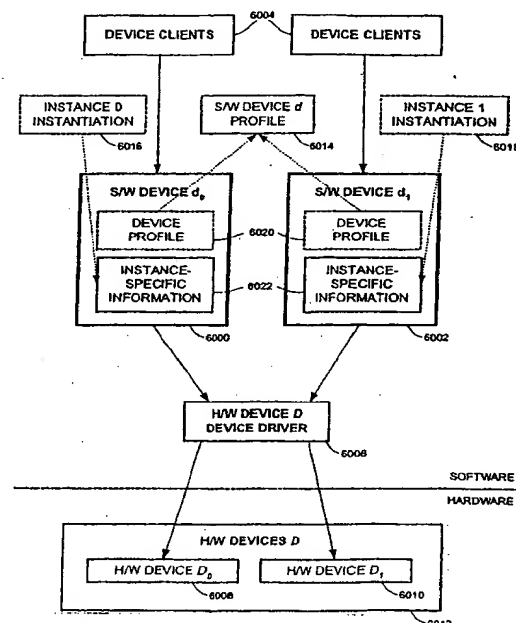 DEVICE CLIENTS
6004
DEVICE CLIENTS
INSTANCE 0
INSTANTIATION
6016
S/W DEVICE d
PROFILE
6014
INSTANCE 1
INSTANTIATION
6018
S/W DEVICE d0
DEVICE
PROFILE
6020
INSTANCE-
SPECIFIC
INFORMATION
6022
6000
S/W DEVICE d1
DEVICE
PROFILE
INSTANCE-
SPECIFIC
INFORMATION
6002
H/W DEVICE D
DEVICE DRIVER
6006
SOFTWARE
HARDWARE
H/W DEVICES D
H/W DEVICE D0
6008
H/W DEVICE D1
6010
6012